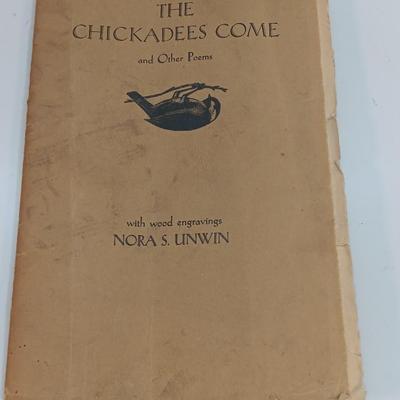 THE
CHICKADEES COME
and Other Poems
with wood engravings
NORA S. UNWIN